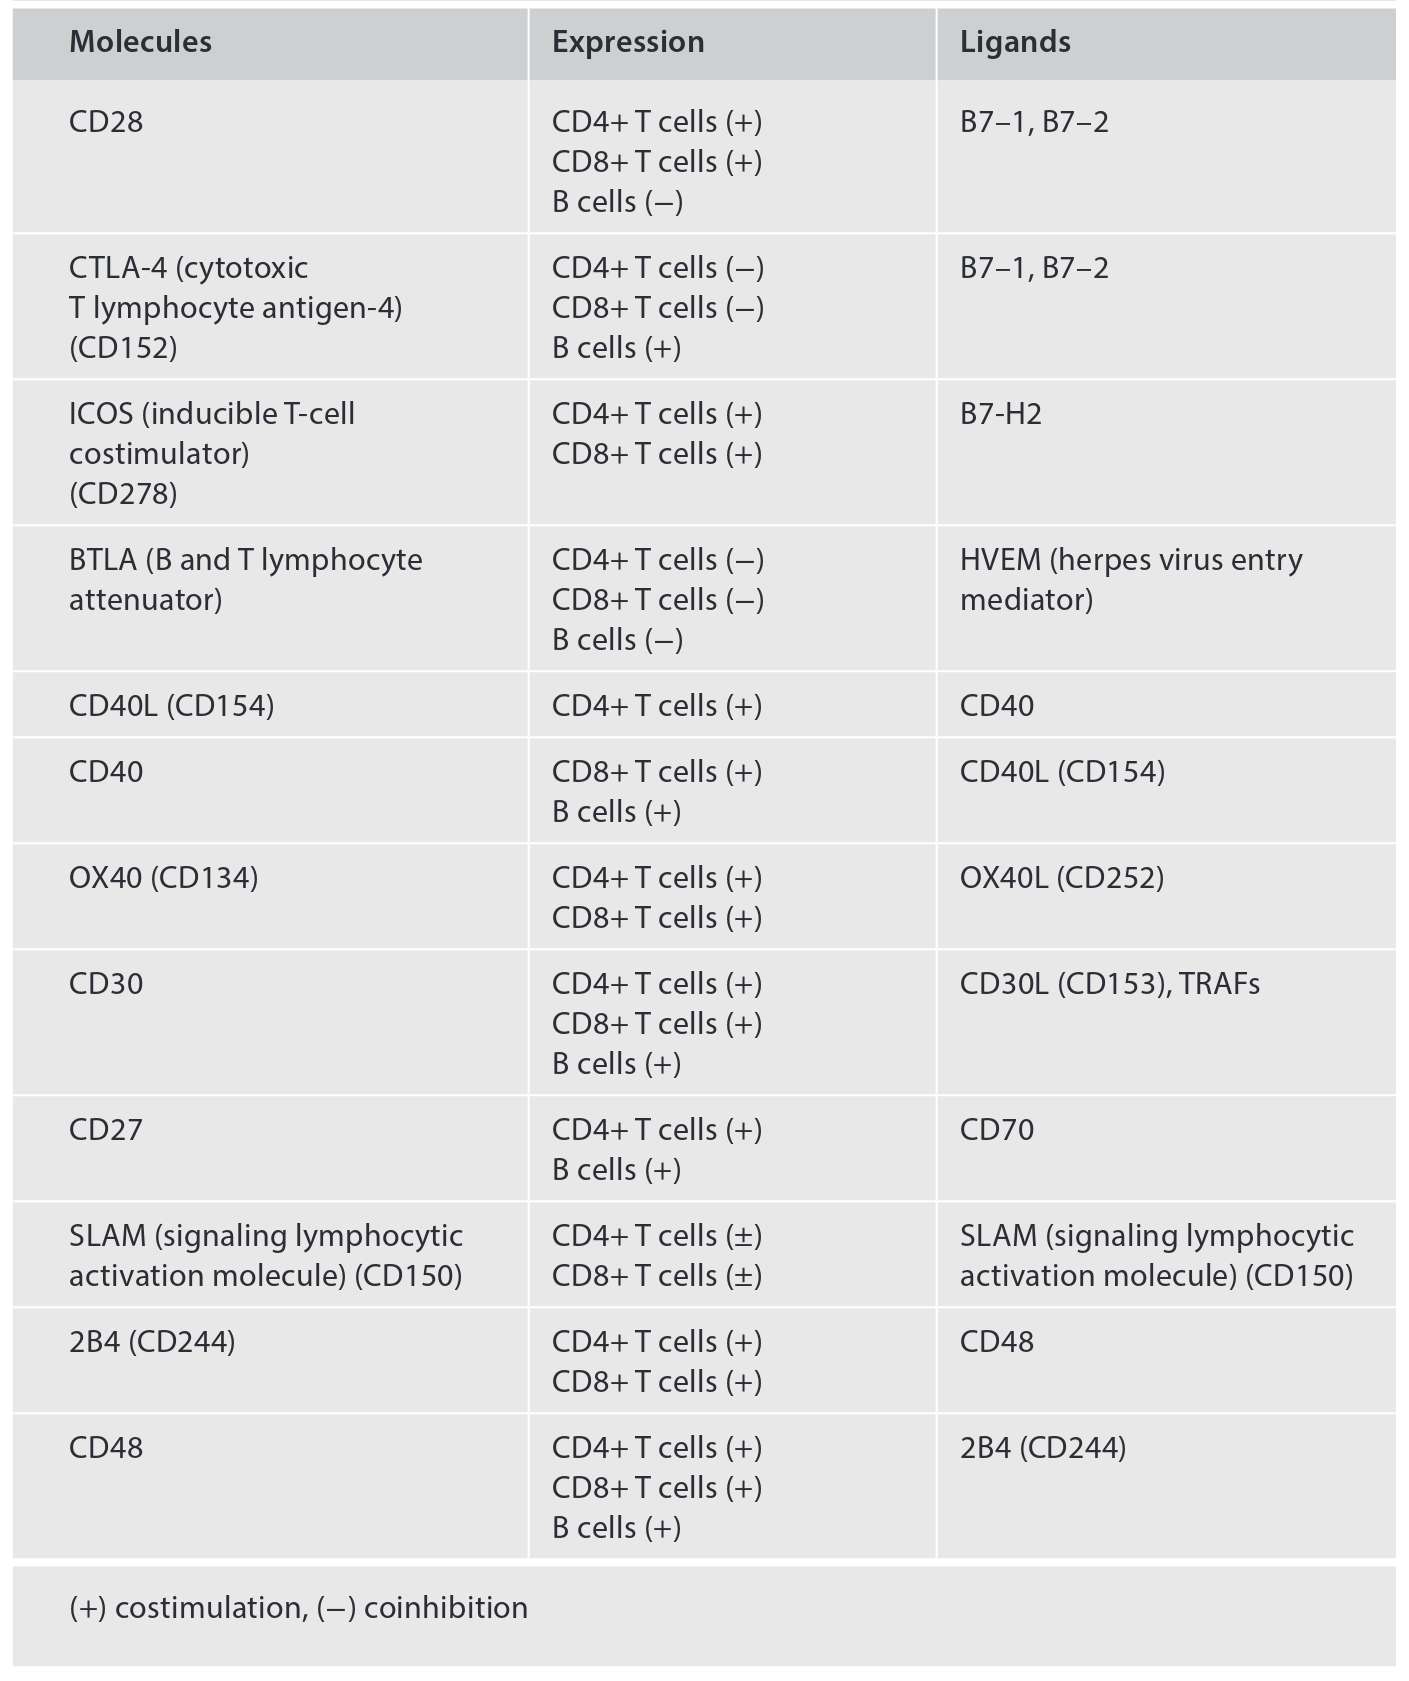 Molecules Expression Ligands
CD28 CD4+ T cells (+) B7–1, B7–2
CD8+ T cells (+)
B cells (−)
CTLA-4 (cytotoxic CD4+ T cells (−) B7–1, B7–2
T lymphocyte antigen-4) CD8+ T cells (−)
(CD152) B cells (+)
ICOS (inducible T-cell CD4+ T cells (+) B7-H2
costimulator) CD8+ T cells (+)
(CD278)
BTLA (B and T lymphocyte CD4+ T cells (−) HVEM (herpes virus entry
attenuator) CD8+ T cells (−) mediator)
B cells (−)
CD40L (CD154) CD4+ T cells (+) CD40
CD40 CD8+ T cells (+) CD40L (CD154)
B cells (+)
OX40 (CD134) CD4+ T cells (+) OX40L (CD252)
CD8+ T cells (+)
CD30 CD4+ T cells (+) CD30L (CD153), TRAFs
CD8+ T cells (+)
B cells (+)
CD27 CD4+ T cells (+) CD70
B cells (+)
SLAM (signaling lymphocytic CD4+ T cells (±) SLAM (signaling lymphocytic
activation molecule) (CD150) CD8+ T cells (±) activation molecule) (CD150)
2B4 (CD244) CD4+ T cells (+) CD48
CD8+ T cells (+)
CD48 CD4+ T cells (+) 2B4 (CD244)
CD8+ T cells (+)
B cells (+)
(+) costimulation, (−) coinhibition